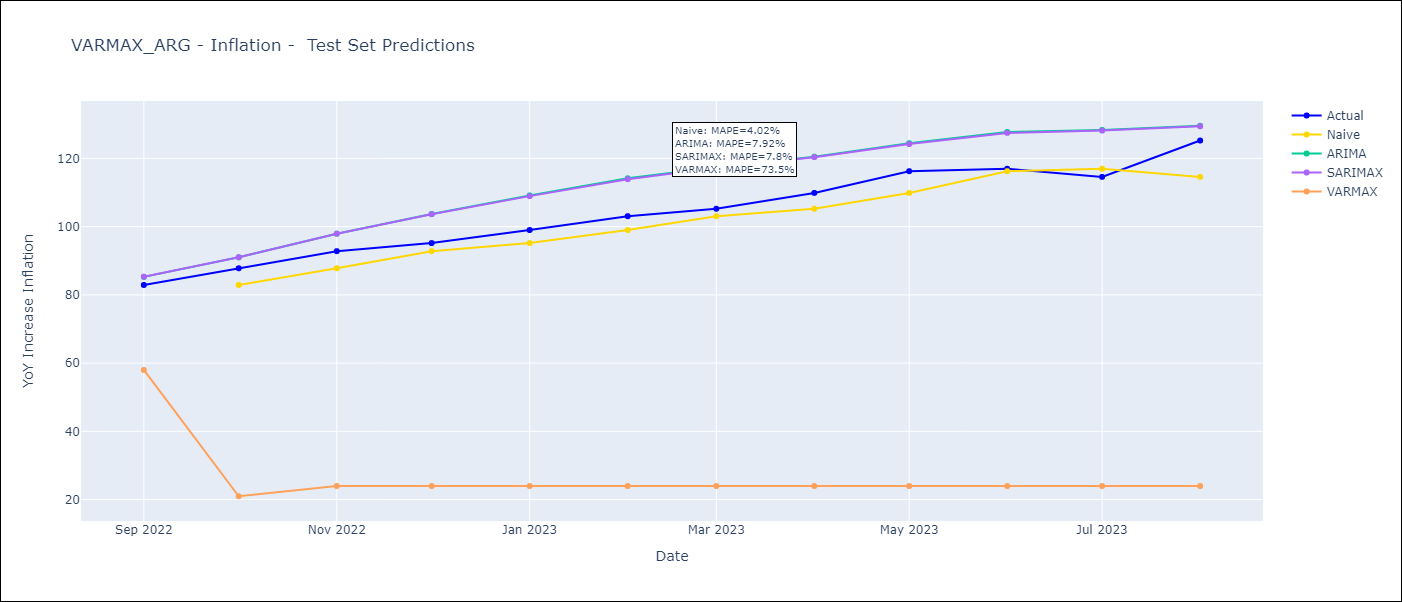 VARMAX_ARG - Inflation -  Test Set Predictions
Naive: MAPE=4.02%
ARIMA: MAPE=7.92%
SARIMAX: MAPE=7.8%
VARMAX: MAPE=73.5%
Actual
Naive
ARIMA
SARIMAX
VARMAX
YoY Increase Inflation
120
100
80
60
40
20
Sep 2022
Nov 2022
Jan 2023
Mar 2023
May 2023
Jul 2023
Date